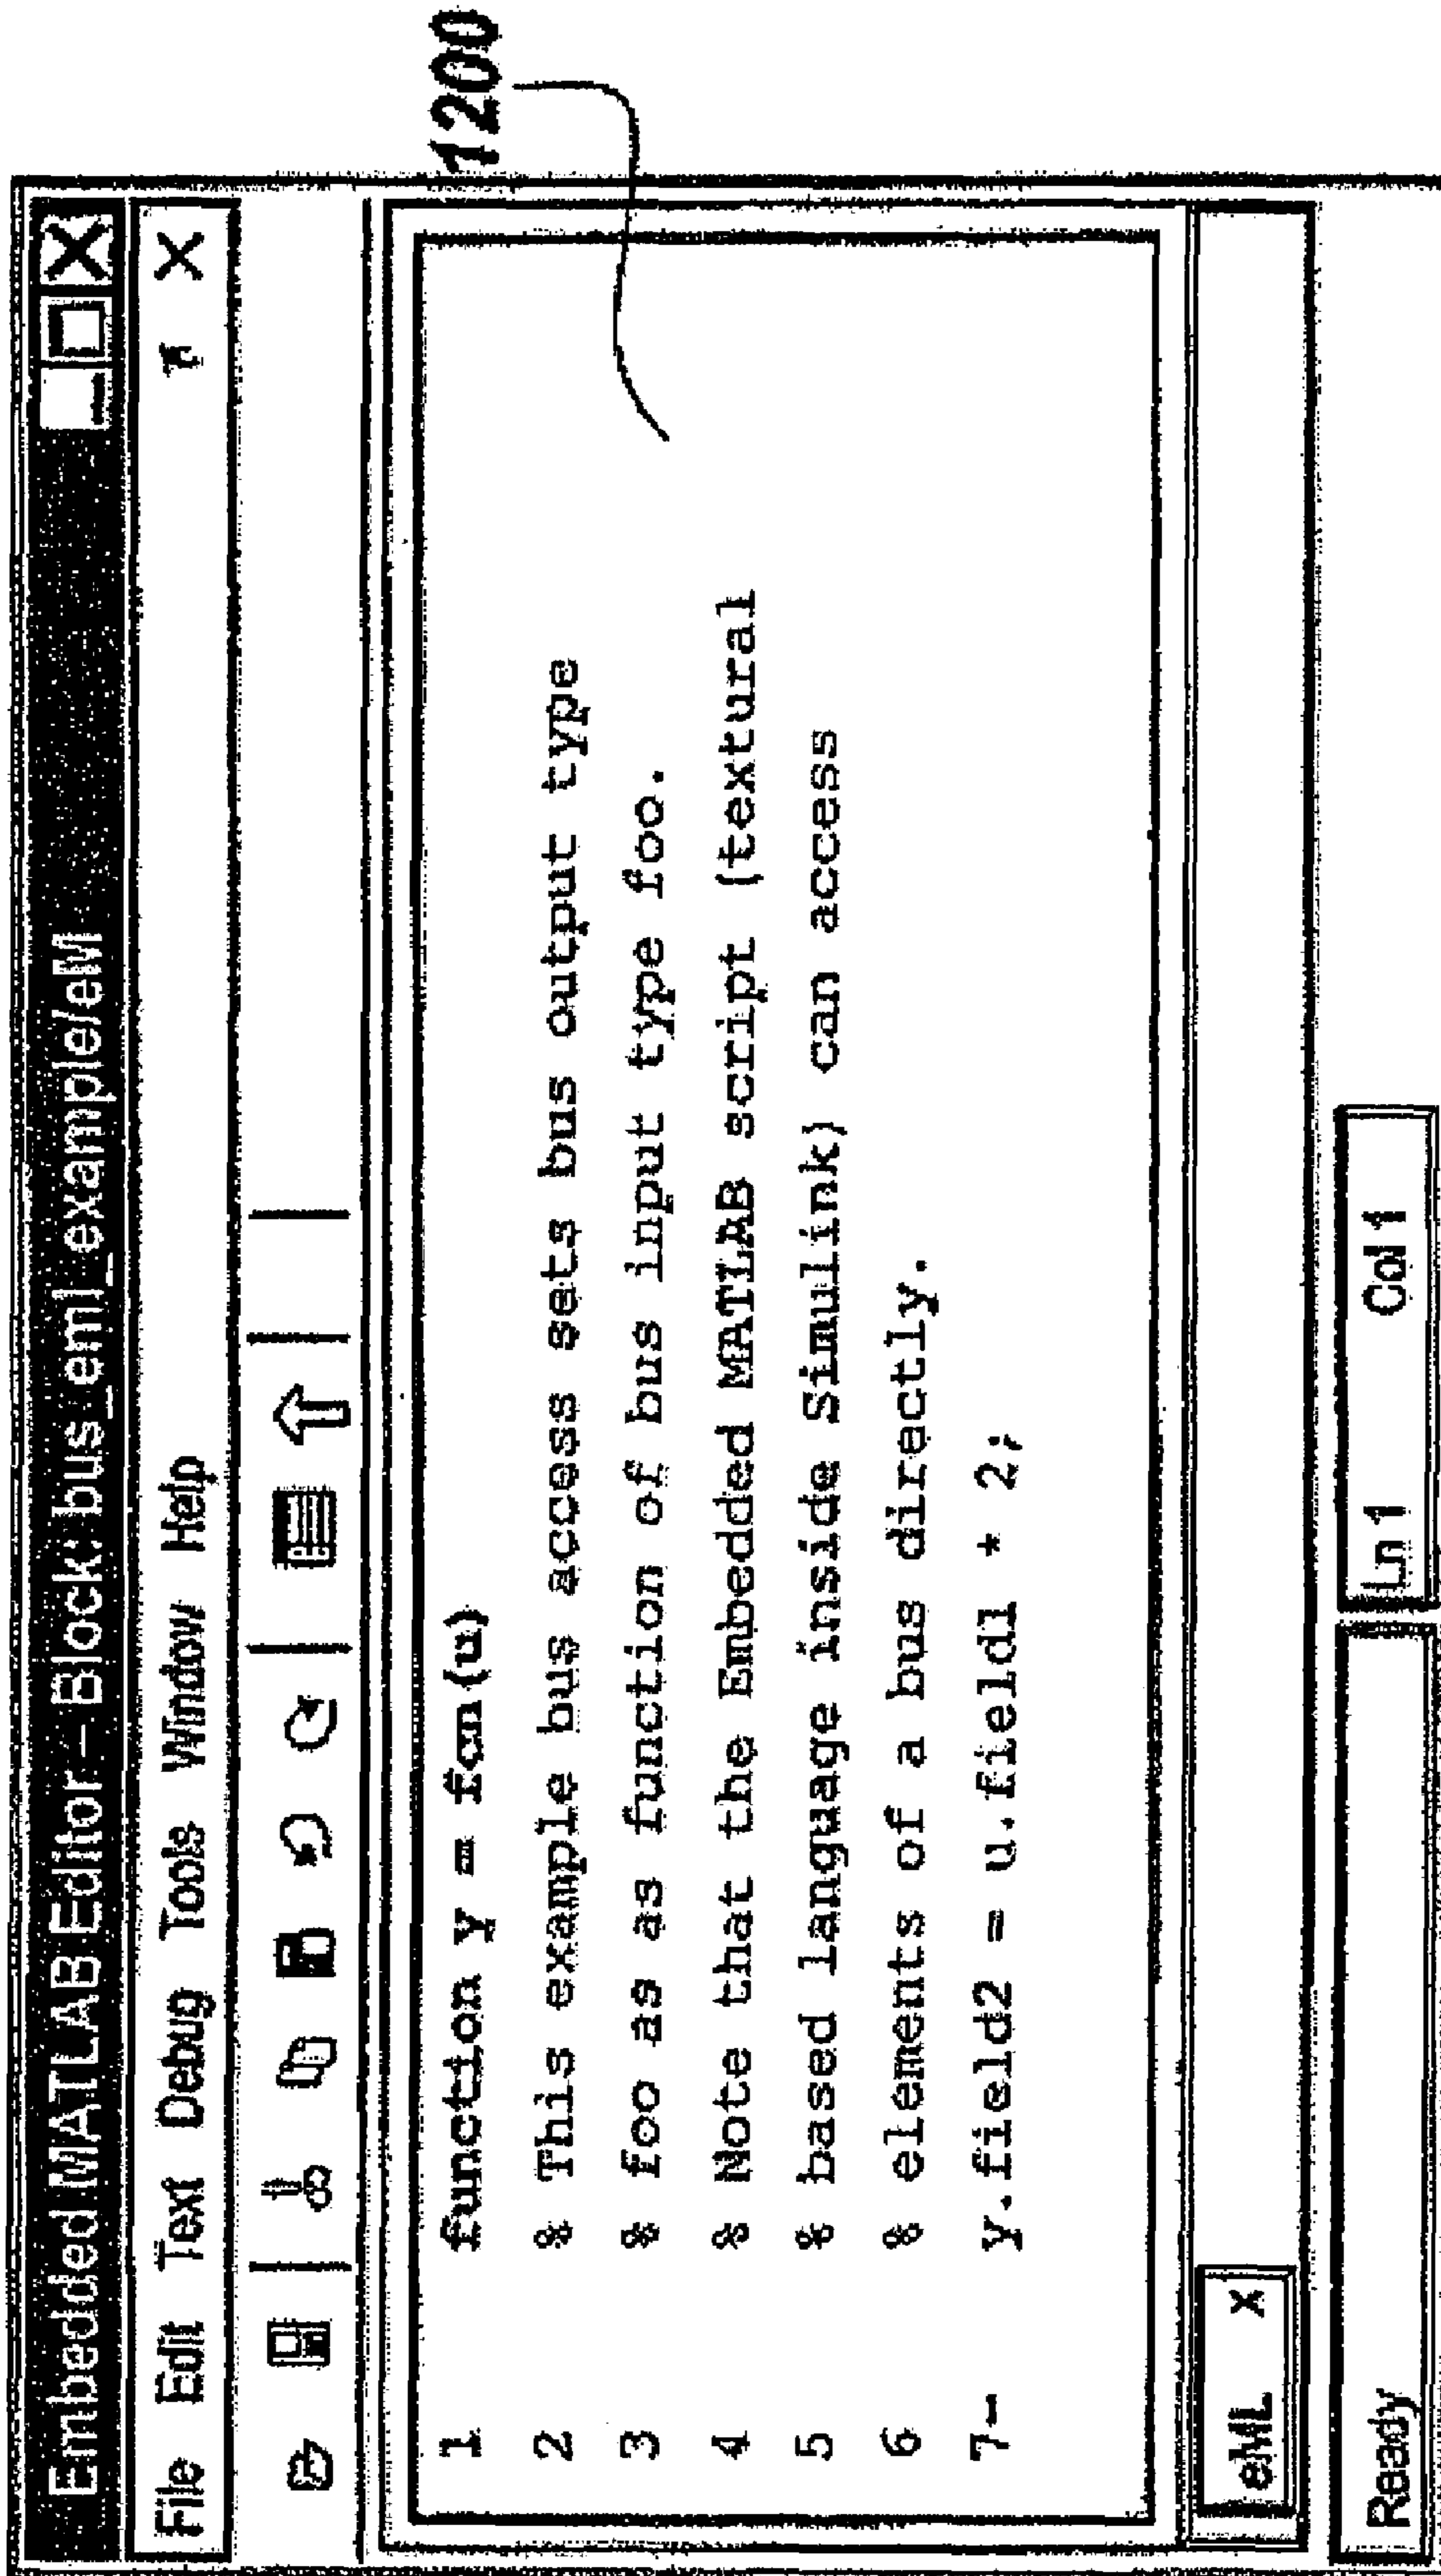 Embedded MATLAB Editor - Block: bus_eml_example/eM
File Edit Text Debug Tools Window Help
1200
1 function y = fcn(u)
2 % This example bus access sets bus output type
3 % foo as as function of bus input type foo.
4 % Note that the Embedded MATLAB script (textural
5 % based language inside Simulink) can access
6 % elements of a bus directly.
7- y.field2 = u.field1 * 2;
eML X
Ready Ln 1 Col 1